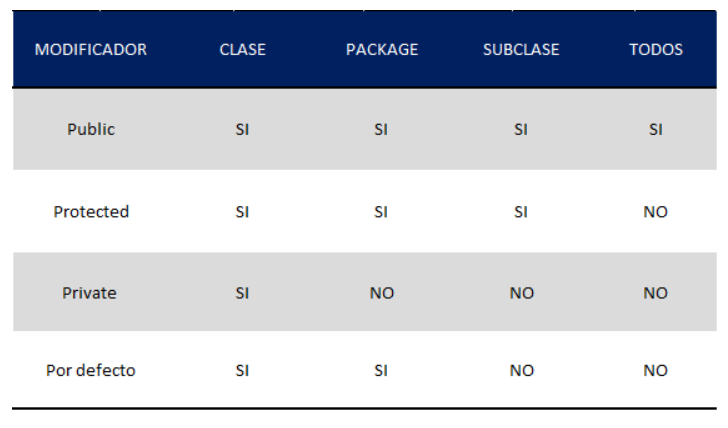 MODIFICADOR CLASE PACKAGE SUBCLASE TODOS
Public SI SI SI SI
Protected SI SI SI NO
Private SI NO NO NO
Por defecto SI SI NO NO